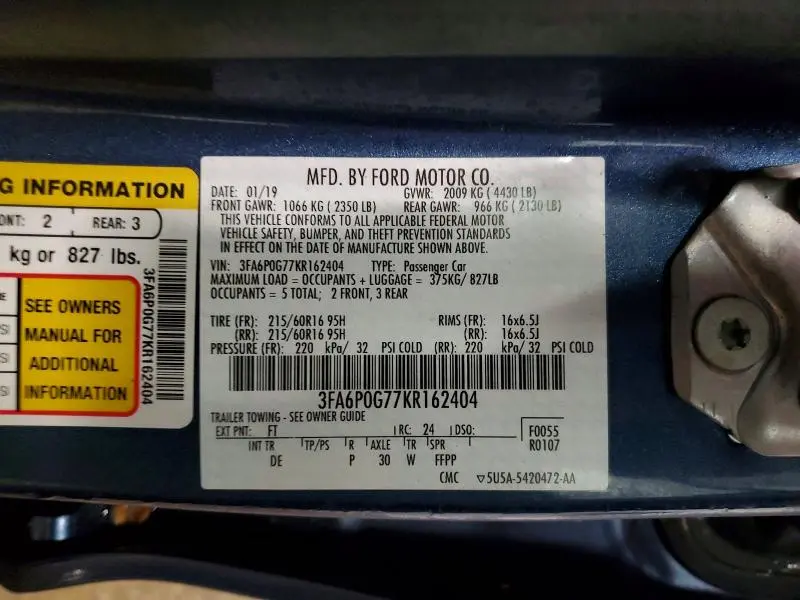 G INFORMATION
ONT: 2 REAR: 3
kg or 827 lbs.
SEE OWNERS
MANUAL FOR
ADDITIONAL
INFORMATION
3FA6P0G77KR162404
MFD. BY FORD MOTOR CO.
DATE: 01/19 GVWR: 2009 KG ( 4430 LB)
FRONT GAWR: 1066 KG ( 2350 LB) REAR GAWR: 966 KG ( 2130 LB)
THIS VEHICLE CONFORMS TO ALL APPLICABLE FEDERAL MOTOR
VEHICLE SAFETY, BUMPER, AND THEFT PREVENTION STANDARDS
IN EFFECT ON THE DATE OF MANUFACTURE SHOWN ABOVE.
VIN: 3FA6P0G77KR162404 TYPE: Passenger Car
MAXIMUM LOAD = OCCUPANTS + LUGGAGE = 375KG/ 827LB
OCCUPANTS = 5 TOTAL; 2 FRONT, 3 REAR
TIRE (FR): 215/60R16 95H RIMS (FR): 16x6.5J
(RR): 215/60R16 95H (RR): 16x6.5J
PRESSURE (FR): 220 kPa/ 32 PSI COLD (RR): 220 kPa/ 32 PSI COLD
3FA6P0G77KR162404
TRAILER TOWING - SEE OWNER GUIDE
EXT PNT: FT RC: 24 DSO: F0055
R0107
INT TR TP/PS R AXLE TR SPR
DE P 30 W FFPP
CMC ▽5U5A-5420472-AA